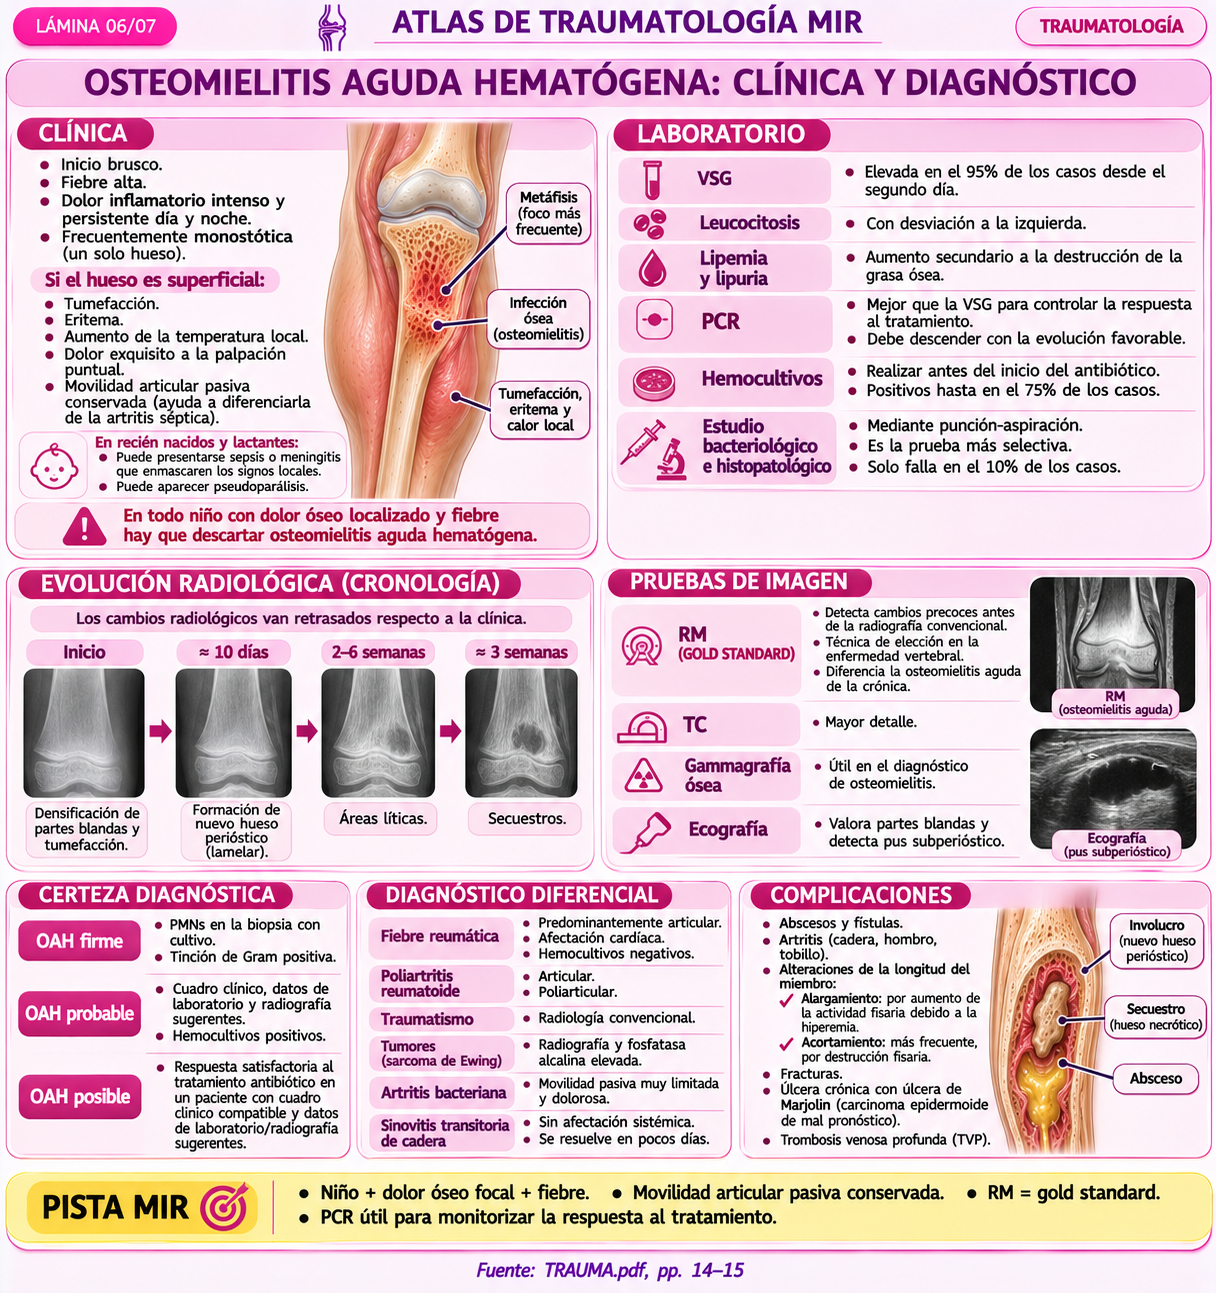 LÁMINA 06/07
ATLAS DE TRAUMATOLOGÍA MIR
TRAUMATOLOGÍA
OSTEOMIELITIS AGUDA HEMATÓGENA: CLÍNICA Y DIAGNÓSTICO
CLÍNICA
• Inicio brusco.
• Fiebre alta.
• Dolor inflamatorio intenso y
persistente día y noche.
• Frecuentemente monostótica
(un solo hueso).
Si el hueso es superficial:
• Tumefacción.
• Eritema.
• Aumento de la temperatura local.
• Dolor exquisito a la palpación
puntual.
• Movilidad articular pasiva
conservada (ayuda a diferenciarla
de la artritis séptica).
En recién nacidos y lactantes:
• Puede presentarse sepsis o meningitis
que enmascaren los signos locales.
• Puede aparecer pseudoparálisis.
Metáfisis
(foco más
frecuente)
Infección
ósea
(osteomielitis)
Tumefacción,
eritema y
calor local
En todo niño con dolor óseo localizado y fiebre
hay que descartar osteomielitis aguda hematógena.
LABORATORIO
VSG
• Elevada en el 95% de los casos desde el
segundo día.
Leucocitosis
• Con desviación a la izquierda.
Lipemia
y lipuria
• Aumento secundario a la destrucción de la
grasa ósea.
PCR
• Mejor que la VSG para controlar la respuesta
al tratamiento.
• Debe descender con la evolución favorable.
Hemocultivos
• Realizar antes del inicio del antibiótico.
• Positivos hasta en el 75% de los casos.
Estudio
bacteriológico
e histopatológico
• Mediante punción-aspiración.
• Es la prueba más selectiva.
• Solo falla en el 10% de los casos.
EVOLUCIÓN RADIOLÓGICA (CRONOLOGÍA)
Los cambios radiológicos van retrasados respecto a la clínica.
Inicio
≈ 10 días
2–6 semanas
≈ 3 semanas
Densificación de
partes blandas y
tumefacción.
Formación de
nuevo hueso
perióstico
(lamelar).
Áreas líticas.
Secuestros.
PRUEBAS DE IMAGEN
RM
(GOLD STANDARD)
• Detecta cambios precoces antes
de la radiografía convencional.
• Técnica de elección en la
enfermedad vertebral.
• Diferencia la osteomielitis aguda
de la crónica.
TC
• Mayor detalle.
Gammagrafía
ósea
• Útil en el diagnóstico
de osteomielitis.
Ecografía
• Valora partes blandas y
detecta pus subperióstico.
RM
(osteomielitis aguda)
Ecografía
(pus subperióstico)
CERTEZA DIAGNÓSTICA
OAH firme
• PMNs en la biopsia con
cultivo.
• Tinción de Gram positiva.
OAH probable
• Cuadro clínico, datos de
laboratorio y radiografía
sugerentes.
• Hemocultivos positivos.
OAH posible
• Respuesta satisfactoria al
tratamiento antibiótico en
un paciente con cuadro
clinico compatible y datos
de laboratorio/radiografía
sugerentes.
DIAGNÓSTICO DIFERENCIAL
Fiebre reumática
• Predominantemente articular.
• Afectación cardíaca.
• Hemocultivos negativos.
Poliartritis
reumatoide
• Articular.
• Poliarticular.
Traumatismo
• Radiología convencional.
Tumores
(sarcoma de Ewing)
• Radiografía y fosfatasa
alcalina elevada.
Artritis bacteriana
• Movilidad pasiva muy limitada
y dolorosa.
Sinovitis transitoria
de cadera
• Sin afectación sistémica.
• Se resuelve en pocos días.
COMPLICACIONES
• Abscesos y fístulas.
• Artritis (cadera, hombro,
tobillo).
• Alteraciones de la longitud del
miembro:
✓ Alargamiento: por aumento de
la actividad fisaria debido a la
hiperemia.
✓ Acortamiento: más frecuente,
por destrucción fisaria.
• Fracturas.
• Úlcera crónica con úlcera de
Marjolin (carcinoma epidermoide
de mal pronóstico).
• Trombosis venosa profunda (TVP).
Involucro
(nuevo hueso
perióstico)
Secuestro
(hueso necrótico)
Absceso
PISTA MIR
• Niño + dolor óseo focal + fiebre. • Movilidad articular pasiva conservada. • RM = gold standard.
• PCR útil para monitorizar la respuesta al tratamiento.
Fuente: TRAUMA.pdf, pp. 14–15